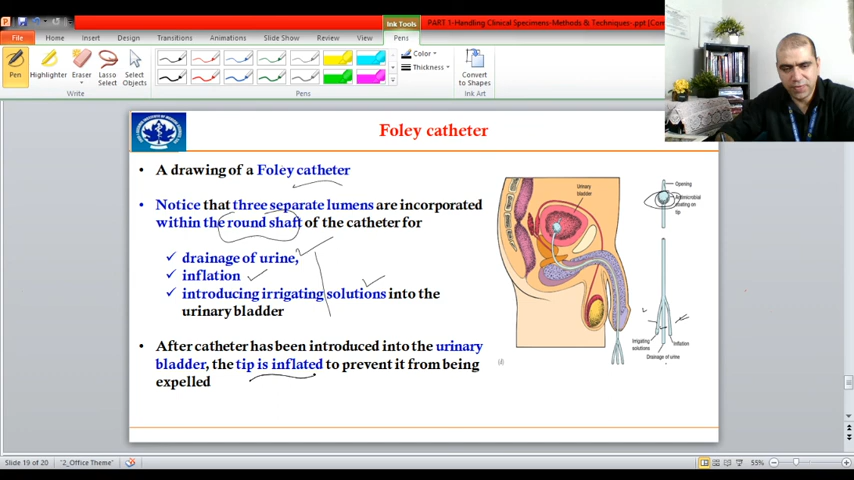 Ink Tools
PART 1-Handling Clinical Specimens-Methods & Techniques-.ppt [Com
File
Home
Insert
Design
Transitions
Animations
Slide Show
Review
View
Pens
Pen
Highlighter
Eraser
Lasso
Select
Select
Objects
Color
Thickness
Convert
to Shapes
Write
Pens
Ink Art
Foley catheter
• A drawing of a Foley catheter
• Notice that three separate lumens are incorporated
within the round shaft of the catheter for
✓ drainage of urine,
✓ inflation
✓ introducing irrigating solutions into the
urinary bladder
• After catheter has been introduced into the urinary
bladder, the tip is inflated to prevent it from being
expelled
Urinary
bladder
Opening
Antimicrobial
coating on
tip
Irrigating
solutions
Inflation
Drainage of urine
(d)
Slide 19 of 20
"2_Office Theme"
55%